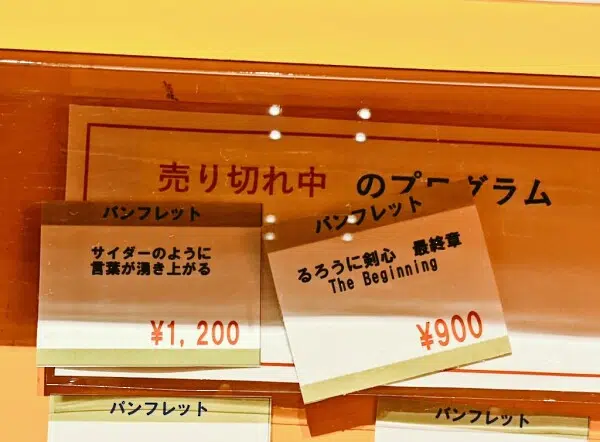 売り切れ中 のプログラム
パンフレット
サイダーのように
言葉が湧き上がる
¥1,200
パンフレット
るろうに剣心 最終章
The Beginning
¥900
パンフレット
パンフレット